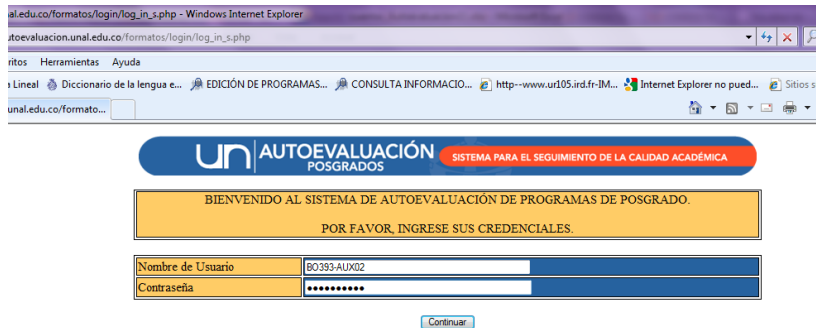 nal.edu.co/formatos/login/log_in_s.php - Windows Internet Explorer
utoevaluacion.unal.edu.co/formatos/login/log_in_s.php
ritos Herramientas Ayuda
Lineal Diccionario de la lengua e... EDICIÓN DE PROGRAMAS... CONSULTA INFORMACIO... http--www.ur105.ird.fr-IM... Internet Explorer no pued... Sitios s
unal.edu.co/formato...
un AUTOEVALUACIÓN POSGRADOS SISTEMA PARA EL SEGUIMIENTO DE LA CALIDAD ACADÉMICA
BIENVENIDO AL SISTEMA DE AUTOEVALUACIÓN DE PROGRAMAS DE POSGRADO.
POR FAVOR, INGRESE SUS CREDENCIALES.
Nombre de Usuario BO393-AUX02
Contraseña ••••••••••
Continuar